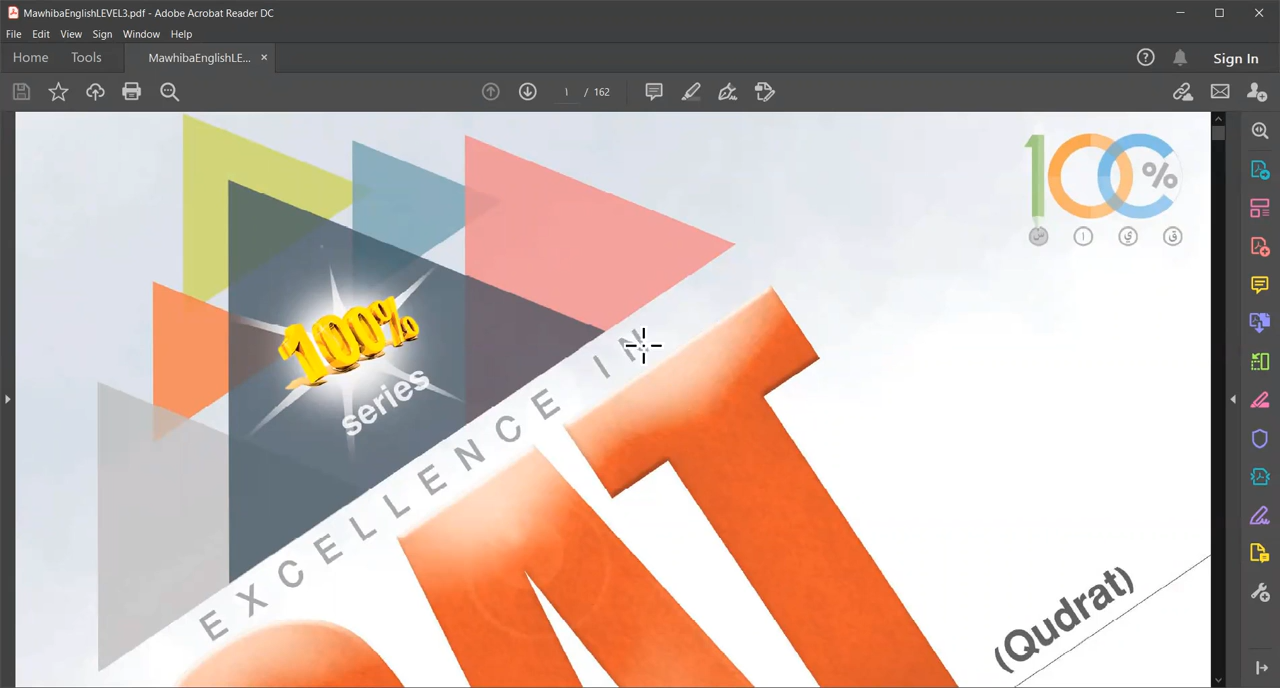 MawhibaEnglishLEVEL3.pdf - Adobe Acrobat Reader DC
File Edit View Sign Window Help
Home Tools MawhibaEnglishLE... ×
Sign In
١ / 162
100%
ق ي ا س
100%
series
EXCELLENCE IN
(Qudrat)